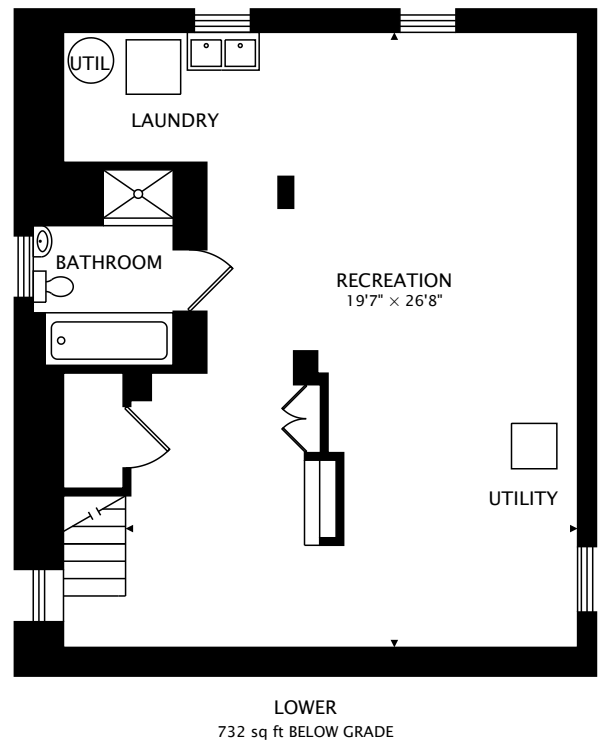 UTIL
LAUNDRY
BATHROOM
RECREATION
19'7" × 26'8"
UTILITY
LOWER
732 sq ft BELOW GRADE